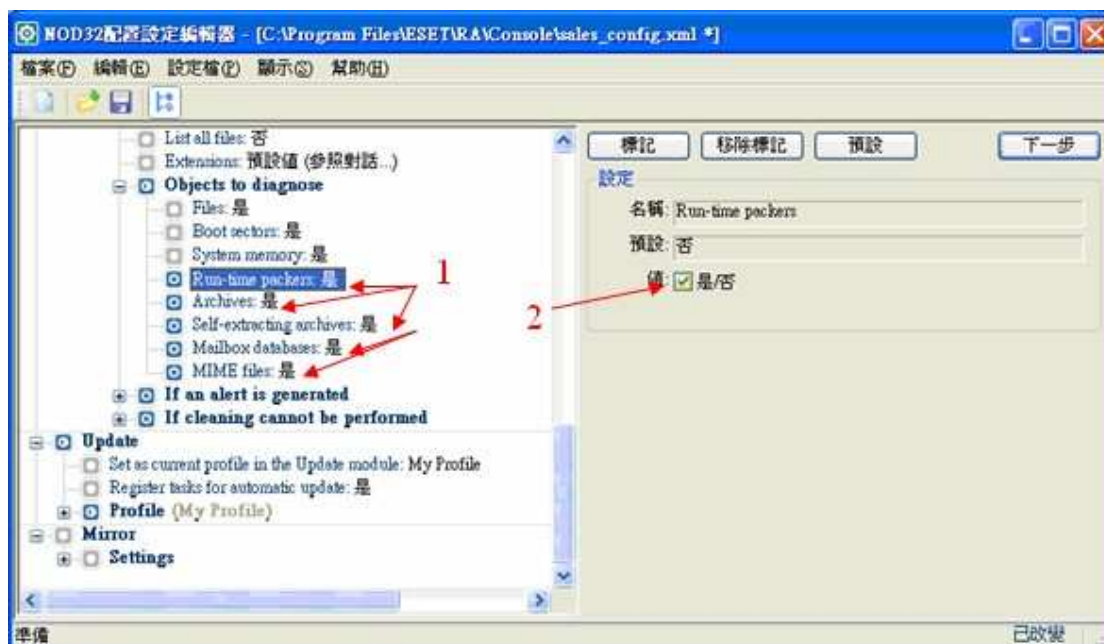 NOD32配置設定編輯器 - [C:\Program Files\ESET\RA\Console\sales_config.xml *]
檔案(F) 編輯(E) 設定檔(P) 顯示(S) 幫助(H)
List all files: 否
Extensions: 預設值 (參照對話...)
Objects to diagnose
Files: 是
Boot sectors: 是
System memory: 是
Run-time packers: 是
Archives: 是
Self-extracting archives: 是
Mailbox databases: 是
MIME files: 是
If an alert is generated
If cleaning cannot be performed
Update
Set as current profile in the Update module: My Profile
Register tasks for automatic update: 是
Profile (My Profile)
Mirror
Settings
1
標記 移除標記 預設 下一步
設定
名稱: Run-time packers
預設: 否
值: 是/否
2
準備 已改變